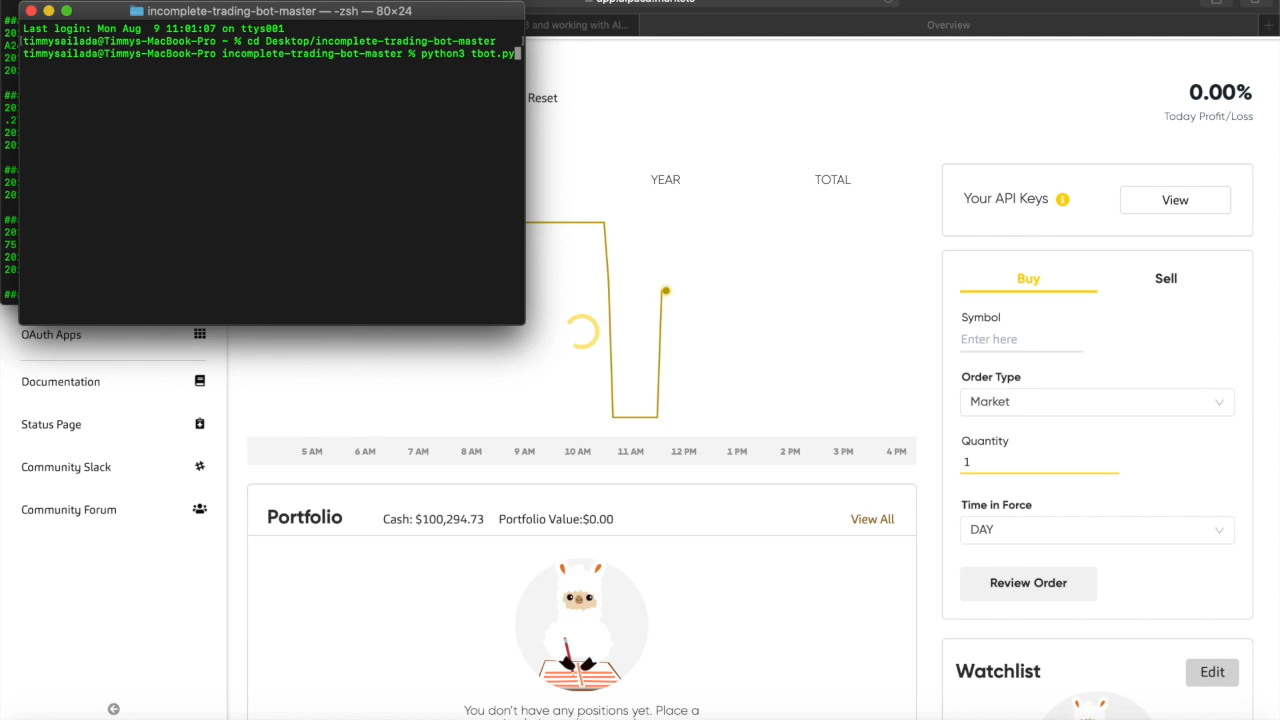 incomplete-trading-bot-master — -zsh — 80×24
Last login: Mon Aug  9 11:01:07 on ttys001
[timmysailada@Timmys-MacBook-Pro ~ % cd Desktop/incomplete-trading-bot-master ]
timmysailada@Timmys-MacBook-Pro incomplete-trading-bot-master % python3 tbot.py
3 and working with Al...
Overview
Reset
0.00%
Today Profit/Loss
YEAR
TOTAL
Your API Keys
View
Buy
Sell
Symbol
Enter here
Order Type
Market
Quantity
1
Time in Force
DAY
Review Order
OAuth Apps
Documentation
Status Page
Community Slack
Community Forum
5 AM 6 AM 7 AM 8 AM 9 AM 10 AM 11 AM 12 PM 1 PM 2 PM 3 PM 4 PM
Portfolio
Cash: $100,294.73 Portfolio Value:$0.00
View All
You don't have any positions yet. Place a
Watchlist
Edit